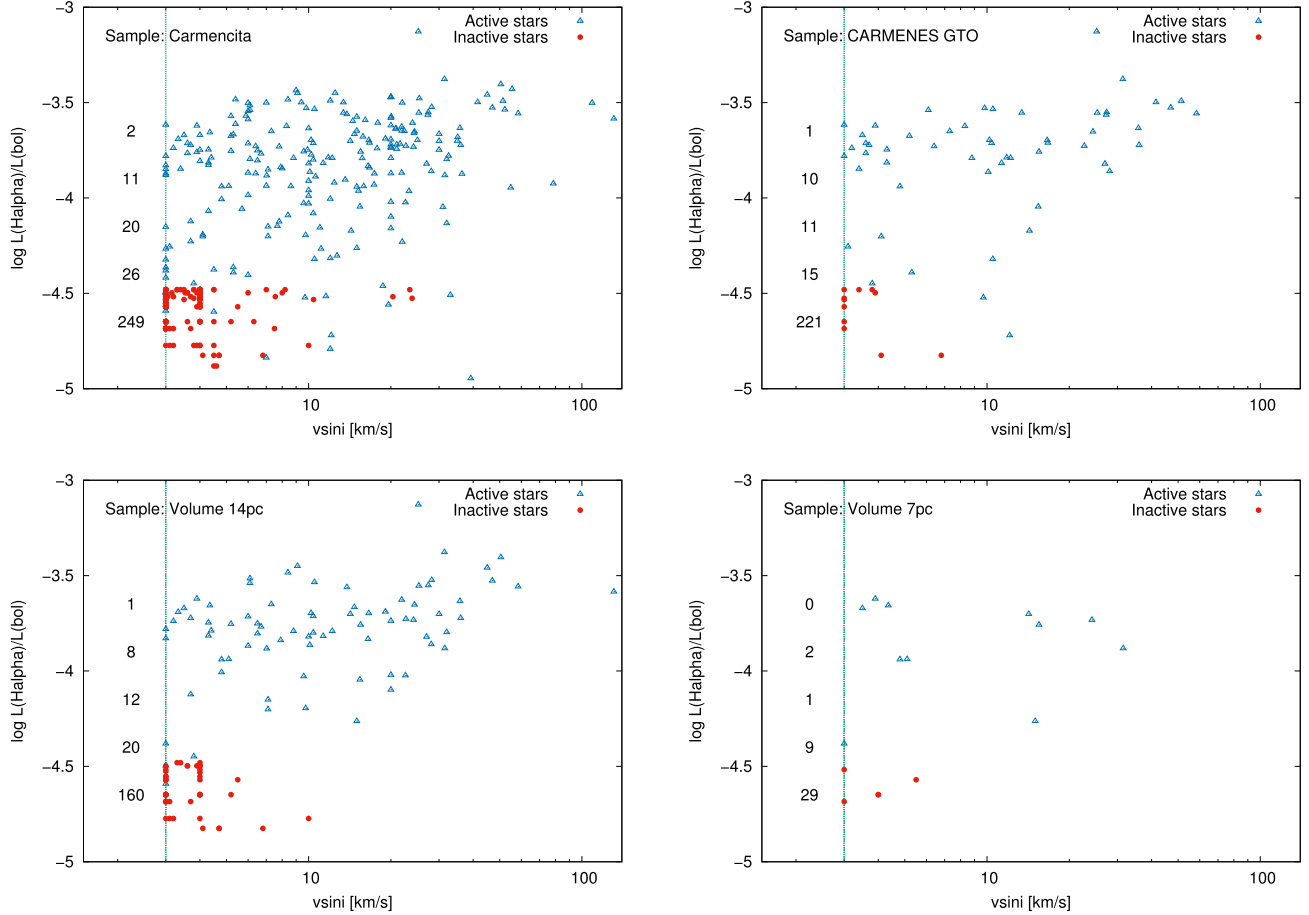 -3
-3.5
-4
-4.5
-5
log L(Halpha)/L(bol)
Sample: Carmencita
Active stars
Inactive stars
2
11
20
26
249
10
100
vsini [km/s]
-3
-3.5
-4
-4.5
-5
log L(Halpha)/L(bol)
Sample: CARMENES GTO
Active stars
Inactive stars
1
10
11
15
221
10
100
vsini [km/s]
-3
-3.5
-4
-4.5
-5
log L(Halpha)/L(bol)
Sample: Volume 14pc
Active stars
Inactive stars
1
8
12
20
160
10
100
vsini [km/s]
-3
-3.5
-4
-4.5
-5
log L(Halpha)/L(bol)
Sample: Volume 7pc
Active stars
Inactive stars
0
2
1
9
29
10
100
vsini [km/s]